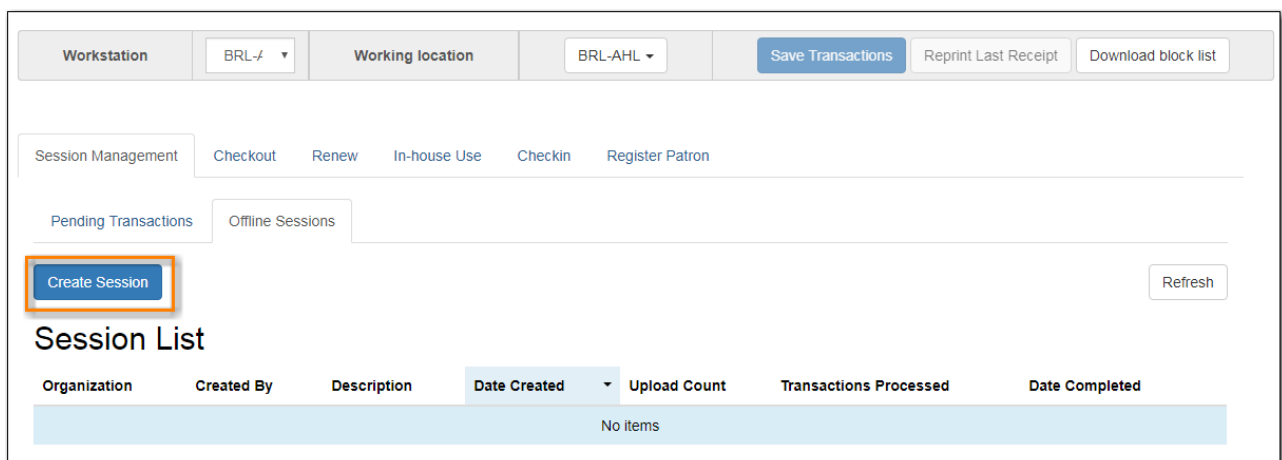 Workstation BRL-A Working location BRL-AHL Save Transactions Reprint Last Receipt Download block list
Session Management Checkout Renew In-house Use Checkin Register Patron
Pending Transactions Offline Sessions
Create Session Refresh
Session List
Organization Created By Description Date Created Upload Count Transactions Processed Date Completed
No items